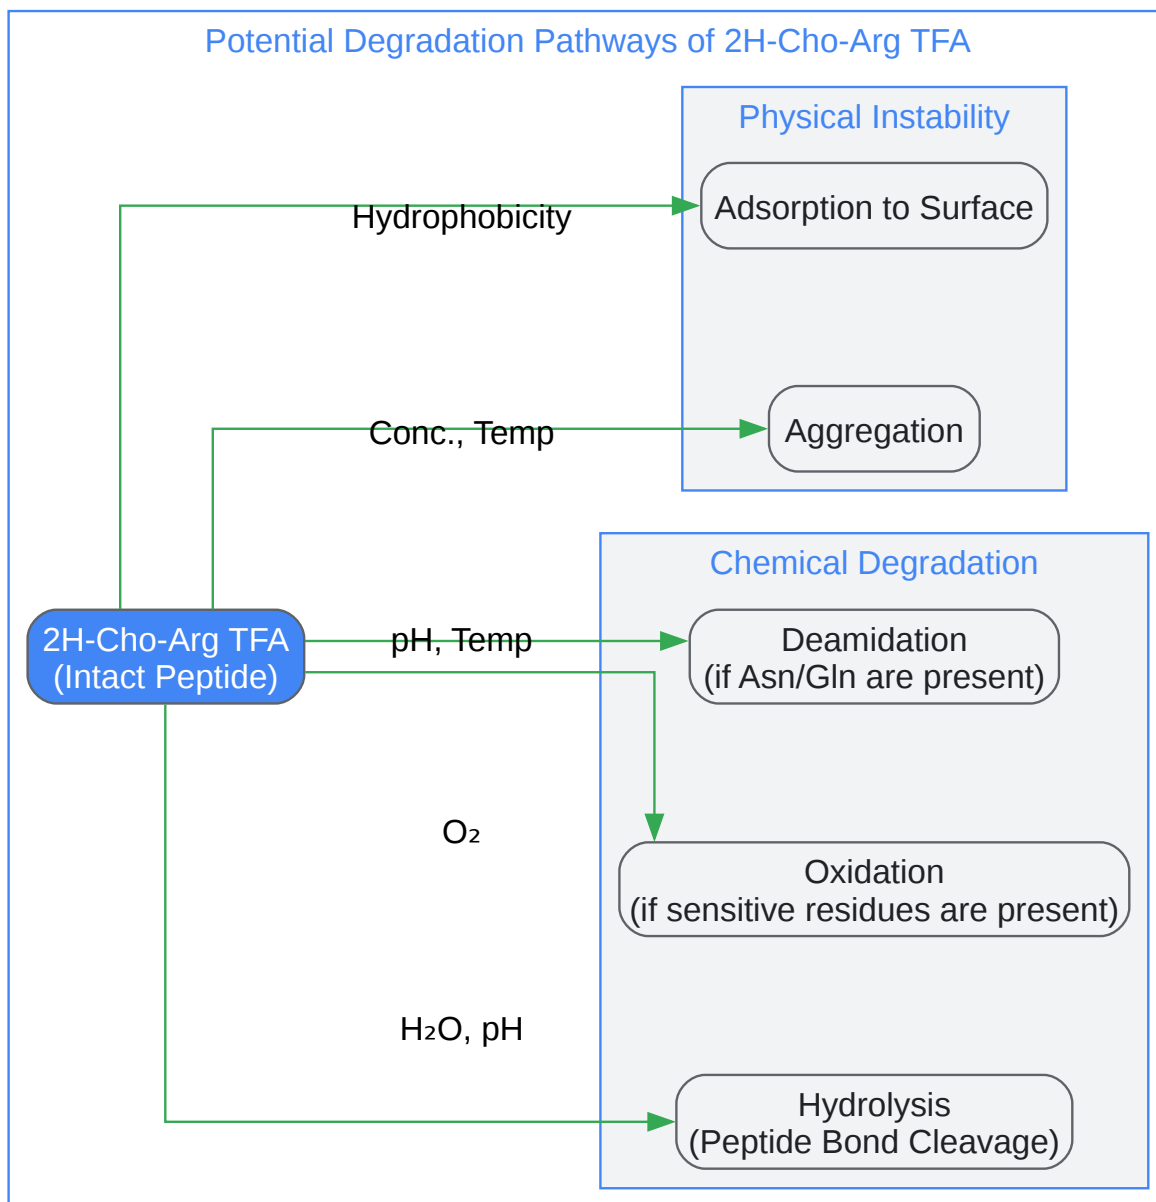 Potential Degradation Pathways of 2H-Cho-Arg TFA
Physical Instability
Hydrophobicity
Adsorption to Surface
Conc., Temp
Aggregation
Chemical Degradation
2H-Cho-Arg TFA
(Intact Peptide)
pH, Temp
Deamidation
(if Asn/Gln are present)
O₂
Oxidation
(if sensitive residues are present)
H₂O, pH
Hydrolysis
(Peptide Bond Cleavage)